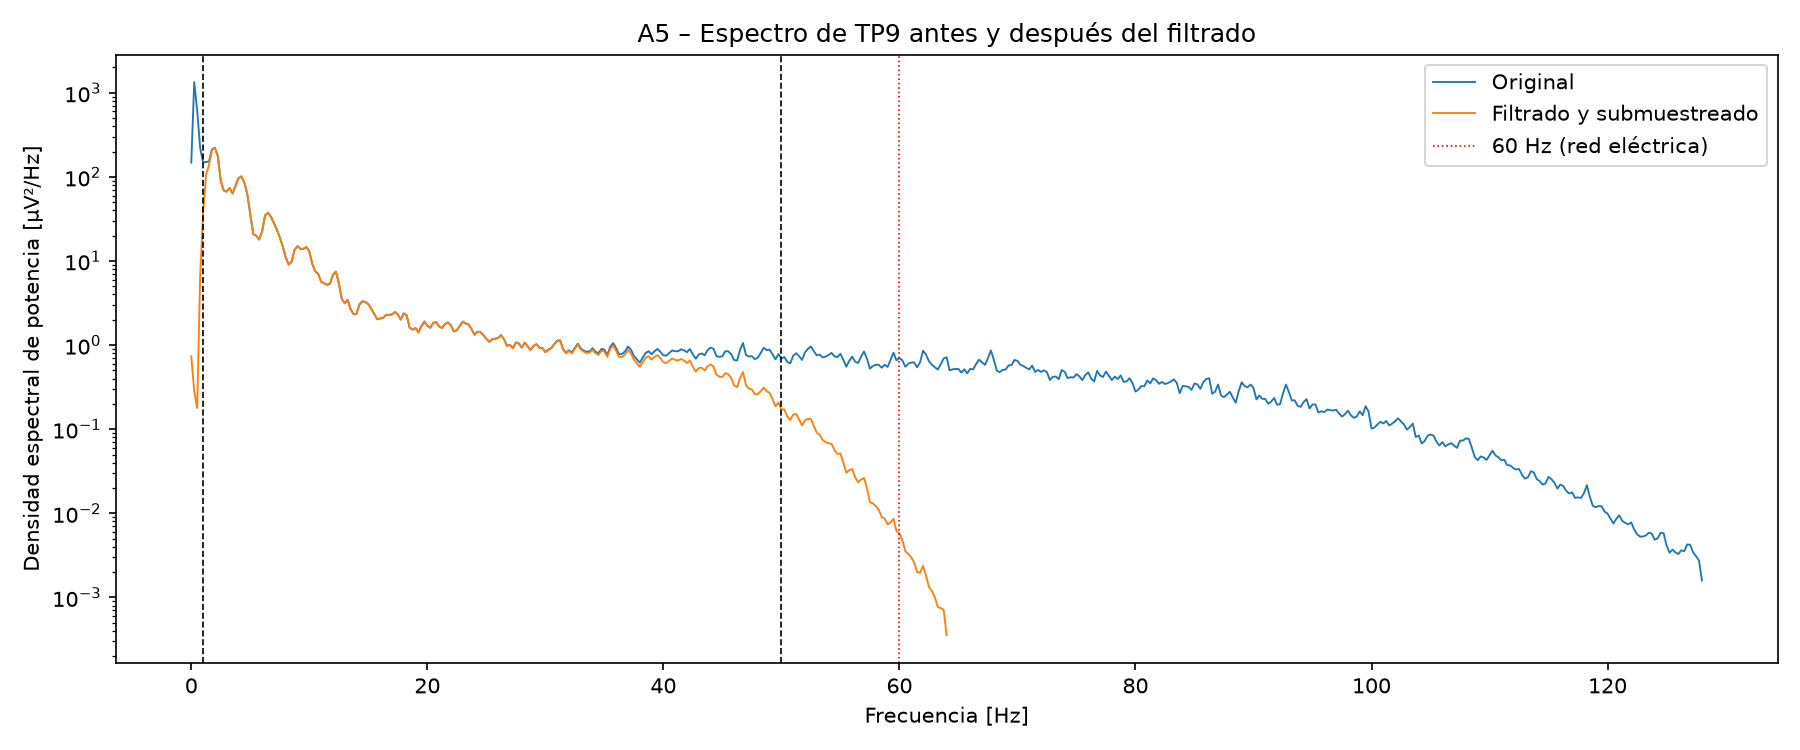 A5 – Espectro de TP9 antes y después del filtrado
Original
Filtrado y submuestreado
60 Hz (red eléctrica)
Densidad espectral de potencia [µV²/Hz]
10³
10²
10¹
10⁰
10⁻¹
10⁻²
10⁻³
0 20 40 60 80 100 120
Frecuencia [Hz]